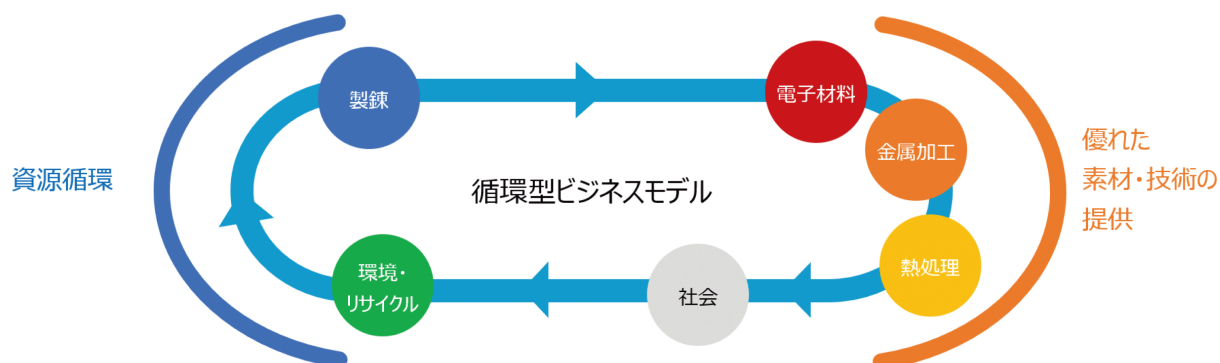 製錬
電子材料
金属加工
優れた
素材・技術の
提供
資源循環
循環型ビジネスモデル
熱処理
環境・
リサイクル
社会